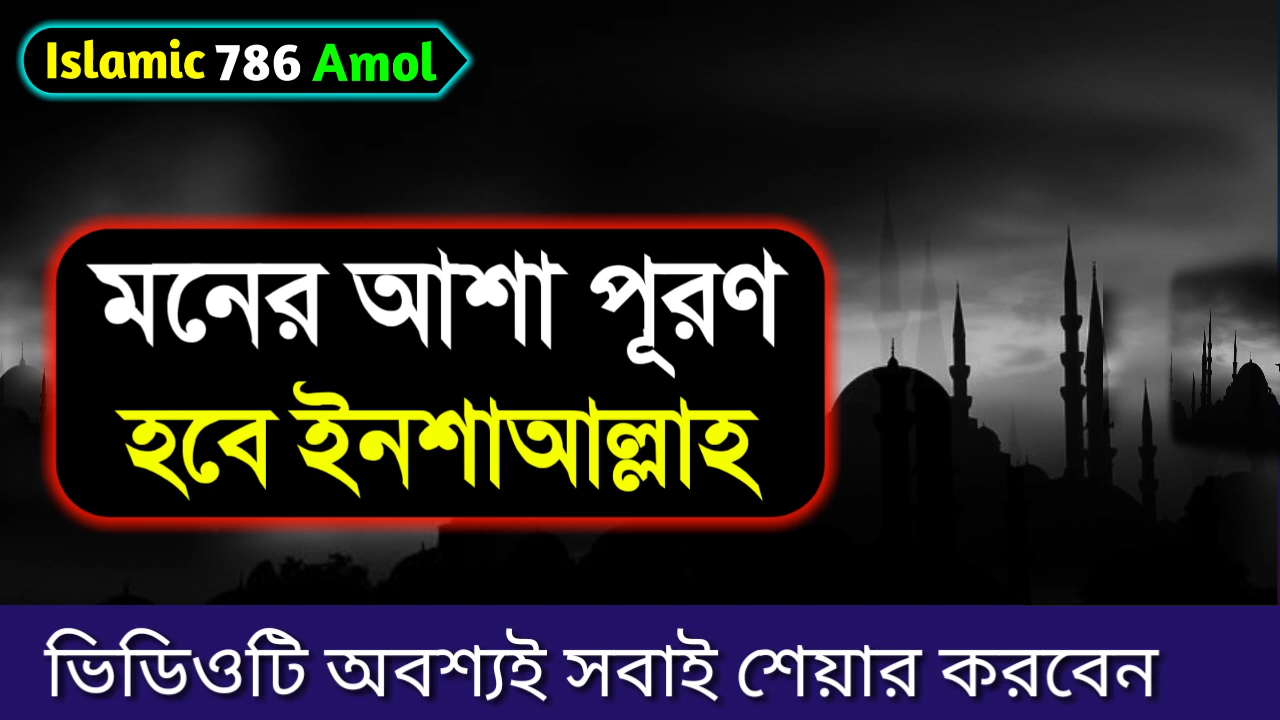 Islamic 786 Amol
মনের আশা পূরণ
হবে ইনশাআল্লাহ
ভিডিওটি অবশ্যই সবাই শেয়ার করবেন